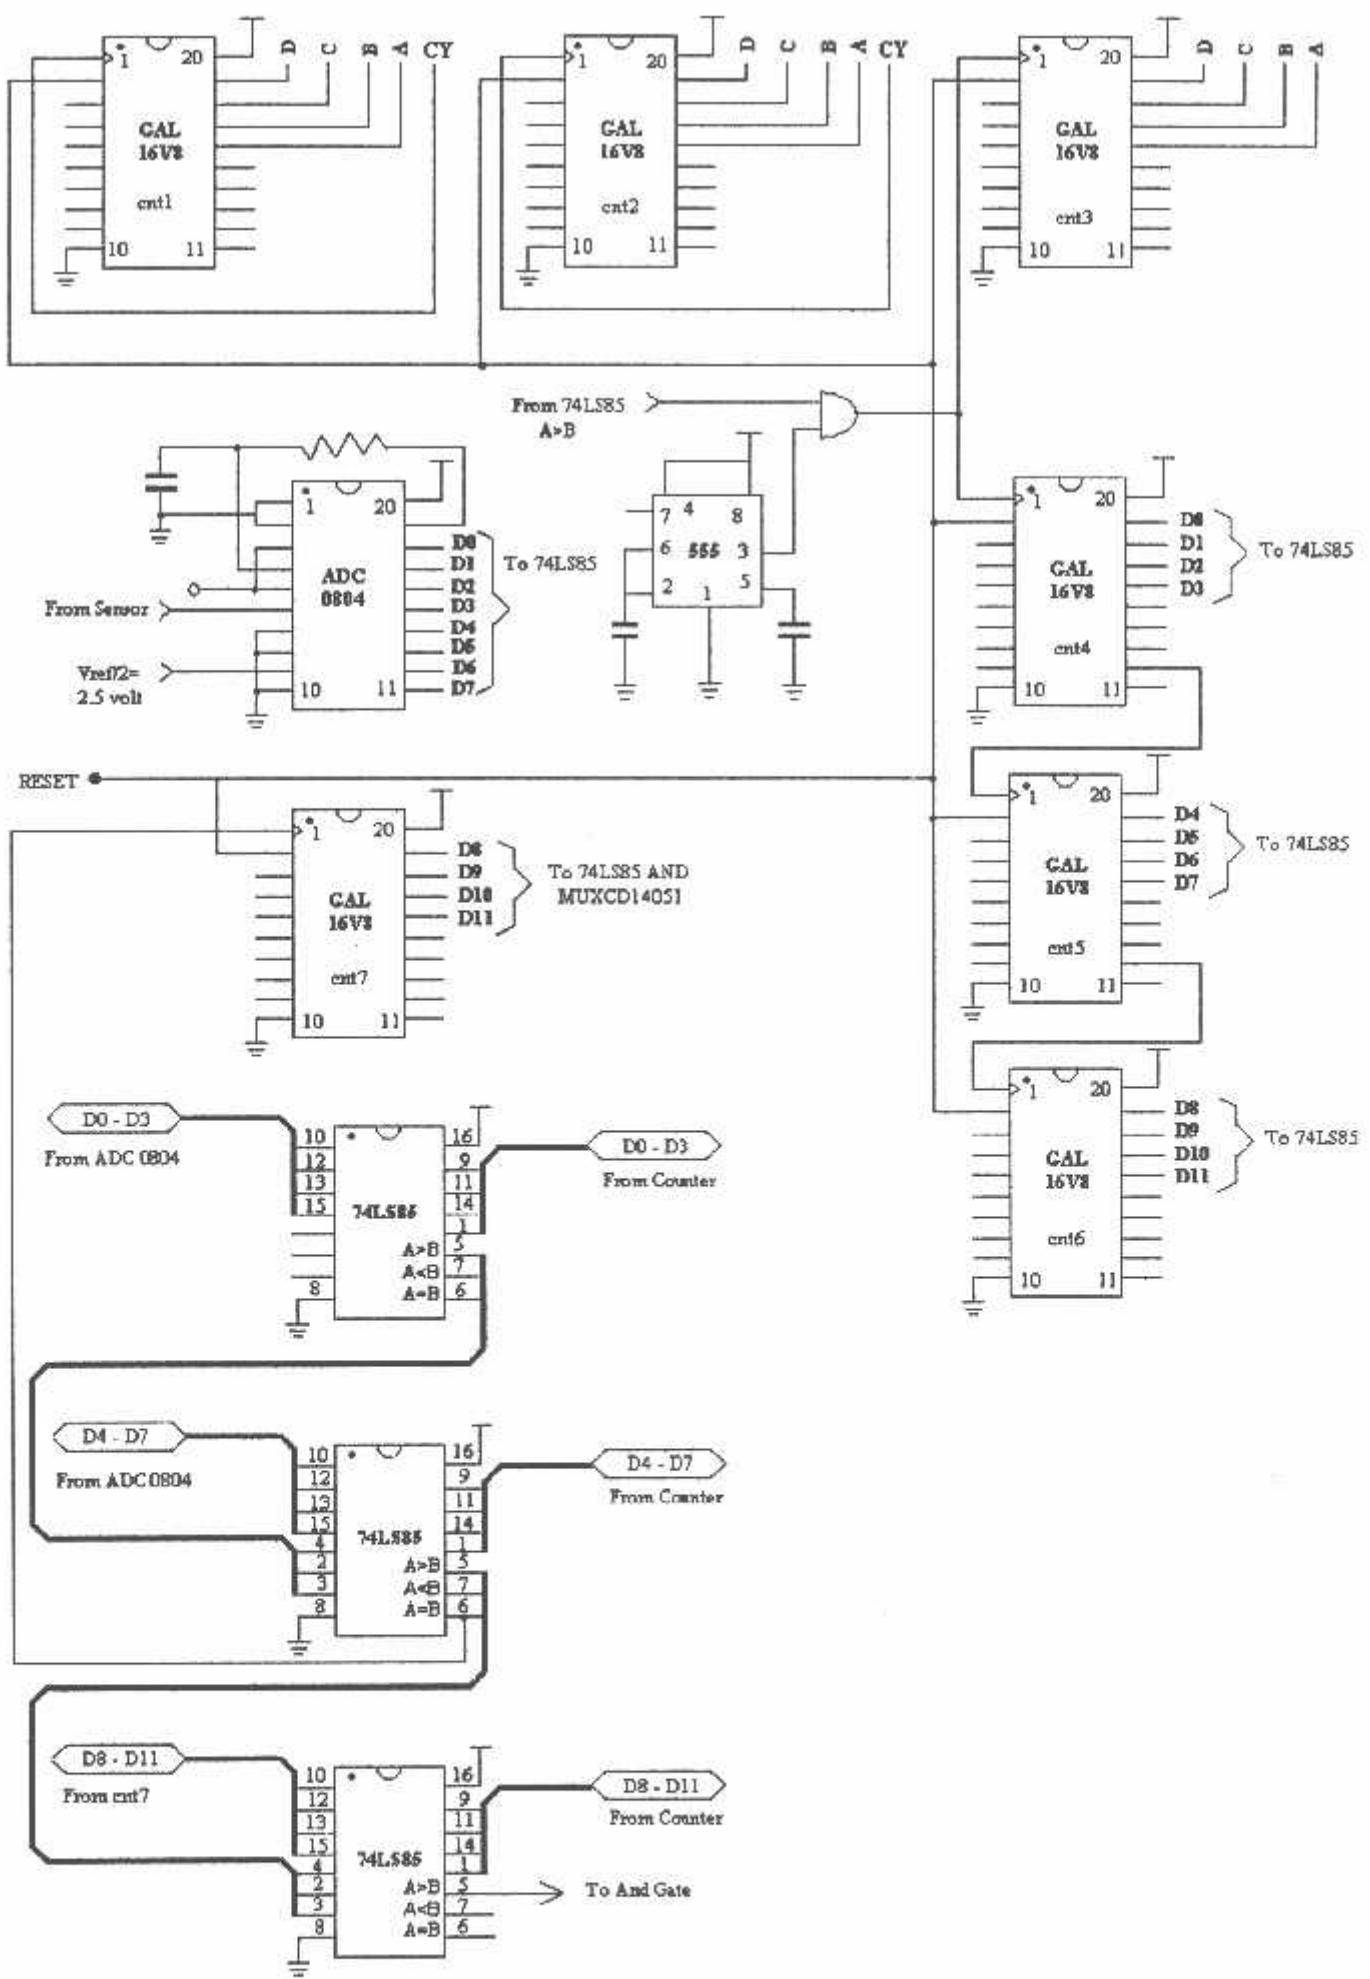 D C B A CY
1 20
GAL
16V8
cnt1
10 11
D C B A CY
1 20
GAL
16V8
cnt2
10 11
D C B A
1 20
GAL
16V8
cnt3
10 11
From 74LS85
A>B
1 20
ADC
0804
10 11
D0
D1
D2
D3
D4
D5
D6
D7
To 74LS85
From Sensor
Vref/2=
2.5 volt
7 4 8
6 555 3
2 1 5
1 20
GAL
16V8
cnt4
10 11
D0
D1
D2
D3
To 74LS85
RESET
1 20
GAL
16V8
cnt7
10 11
D8
D9
D10
D11
To 74LS85 AND
MUXCD14051
1 20
GAL
16V8
cnt5
10 11
D4
D5
D6
D7
To 74LS85
1 20
GAL
16V8
cnt6
10 11
D8
D9
D10
D11
To 74LS85
D0 - D3
From ADC 0804
10 16
12 9
13 11
15 14
74LS85
1
A>B 5
A<B 7
8 A=B 6
D0 - D3
From Counter
D4 - D7
From ADC 0804
10 16
12 9
13 11
15 14
74LS85
4 1
2 A>B 5
3 A<B 7
8 A=B 6
D4 - D7
From Counter
D8 - D11
From cnt7
10 16
12 9
13 11
15 14
74LS85
4 1
2 A>B 5
3 A<B 7
8 A=B 6
D8 - D11
From Counter
To And Gate